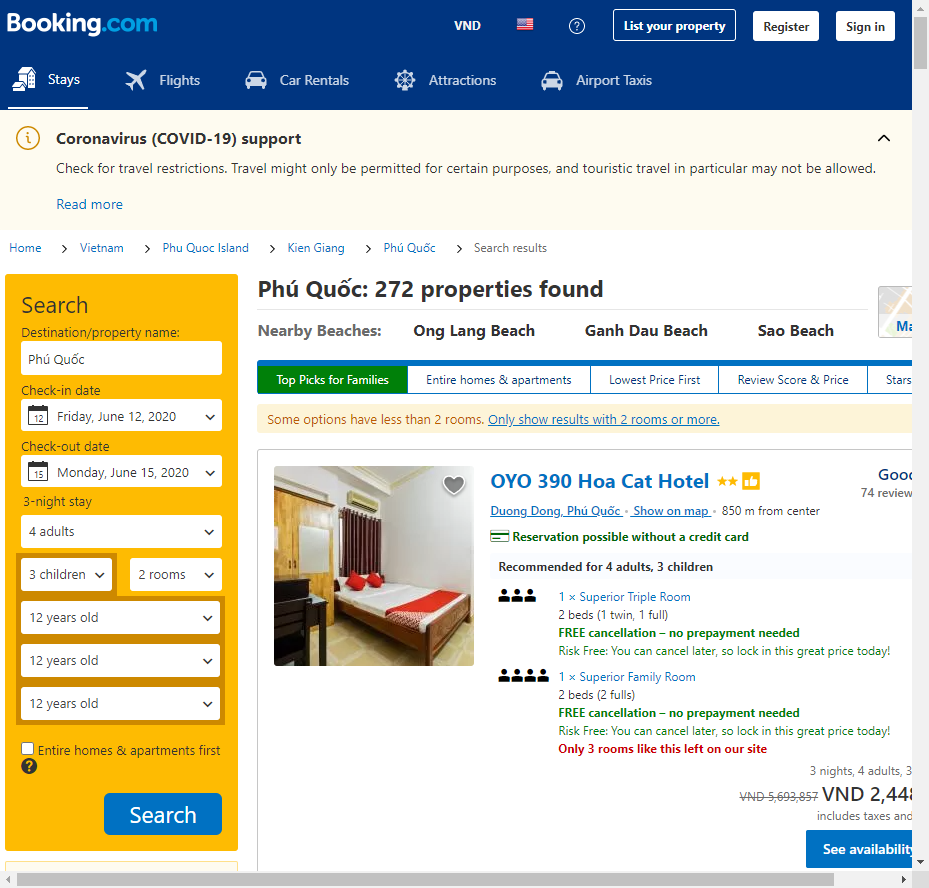 Booking.com
VND
List your property
Register
Sign in
Stays
Flights
Car Rentals
Attractions
Airport Taxis
Coronavirus (COVID-19) support
Check for travel restrictions. Travel might only be permitted for certain purposes, and touristic travel in particular may not be allowed.
Read more
Home > Vietnam > Phu Quoc Island > Kien Giang > Phú Quốc > Search results
Search
Destination/property name:
Phú Quốc
Check-in date
12 Friday, June 12, 2020
Check-out date
15 Monday, June 15, 2020
3-night stay
4 adults
3 children
2 rooms
12 years old
12 years old
12 years old
Entire homes & apartments first
?
Search
Phú Quốc: 272 properties found
Nearby Beaches: Ong Lang Beach Ganh Dau Beach Sao Beach
Ma
Top Picks for Families
Entire homes & apartments
Lowest Price First
Review Score & Price
Stars
Some options have less than 2 rooms. Only show results with 2 rooms or more.
OYO 390 Hoa Cat Hotel
Good
74 review
Duong Dong, Phú Quốc · Show on map · 850 m from center
Reservation possible without a credit card
Recommended for 4 adults, 3 children
1 × Superior Triple Room
2 beds (1 twin, 1 full)
FREE cancellation – no prepayment needed
Risk Free: You can cancel later, so lock in this great price today!
1 × Superior Family Room
2 beds (2 fulls)
FREE cancellation – no prepayment needed
Risk Free: You can cancel later, so lock in this great price today!
Only 3 rooms like this left on our site
3 nights, 4 adults, 3
VND 5,693,857 VND 2,448
includes taxes and
See availability